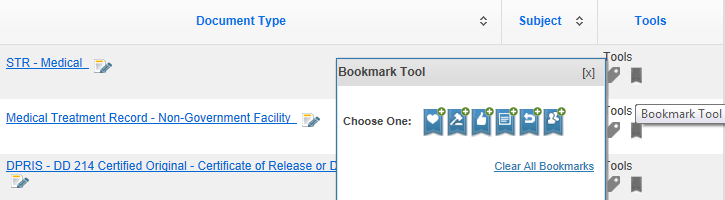 Document Type Subject Tools
STR - Medical
Tools
Bookmark Tool [x]
Choose One:
Medical Treatment Record - Non-Government Facility
Tools
Bookmark Tool
Clear All Bookmarks
DPRIS - DD 214 Certified Original - Certificate of Release or D
Tools